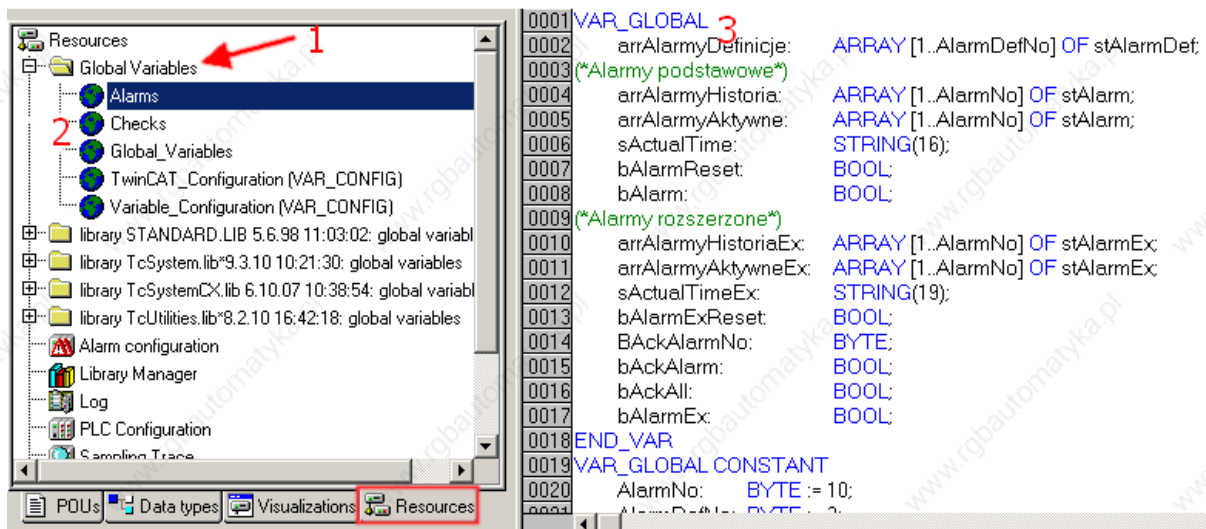 Resources
1
Global Variables
Alarms
2
Checks
Global_Variables
TwinCAT_Configuration (VAR_CONFIG)
Variable_Configuration (VAR_CONFIG)
library STANDARD.LIB 5.6.98 11:03:02: global variabl
library TcSystem.lib*9.3.10 10:21:30: global variables
library TcSystemCX.lib 6.10.07 10:38:54: global variabl
library TcUtilities.lib*8.2.10 16:42:18: global variables
Alarm configuration
Library Manager
Log
PLC Configuration
Sampling Trace
POUs Data types Visualizations Resources
3
0001 VAR_GLOBAL
0002 arrAlarmyDefinicje: ARRAY [1..AlarmDefNo] OF stAlarmDef;
0003 (*Alarmy podstawowe*)
0004 arrAlarmyHistoria: ARRAY [1..AlarmNo] OF stAlarm;
0005 arrAlarmyAktywne: ARRAY [1..AlarmNo] OF stAlarm;
0006 sActualTime: STRING(16);
0007 bAlarmReset: BOOL;
0008 bAlarm: BOOL;
0009 (*Alarmy rozszerzone*)
0010 arrAlarmyHistoriaEx: ARRAY [1..AlarmNo] OF stAlarmEx;
0011 arrAlarmyAktywneEx: ARRAY [1..AlarmNo] OF stAlarmEx;
0012 sActualTimeEx: STRING(19);
0013 bAlarmExReset: BOOL;
0014 BAckAlarmNo: BYTE;
0015 bAckAlarm: BOOL;
0016 bAckAll: BOOL;
0017 bAlarmEx: BOOL;
0018 END_VAR
0019 VAR_GLOBAL CONSTANT
0020 AlarmNo: BYTE := 10;
www.rgbautomatyka.pl